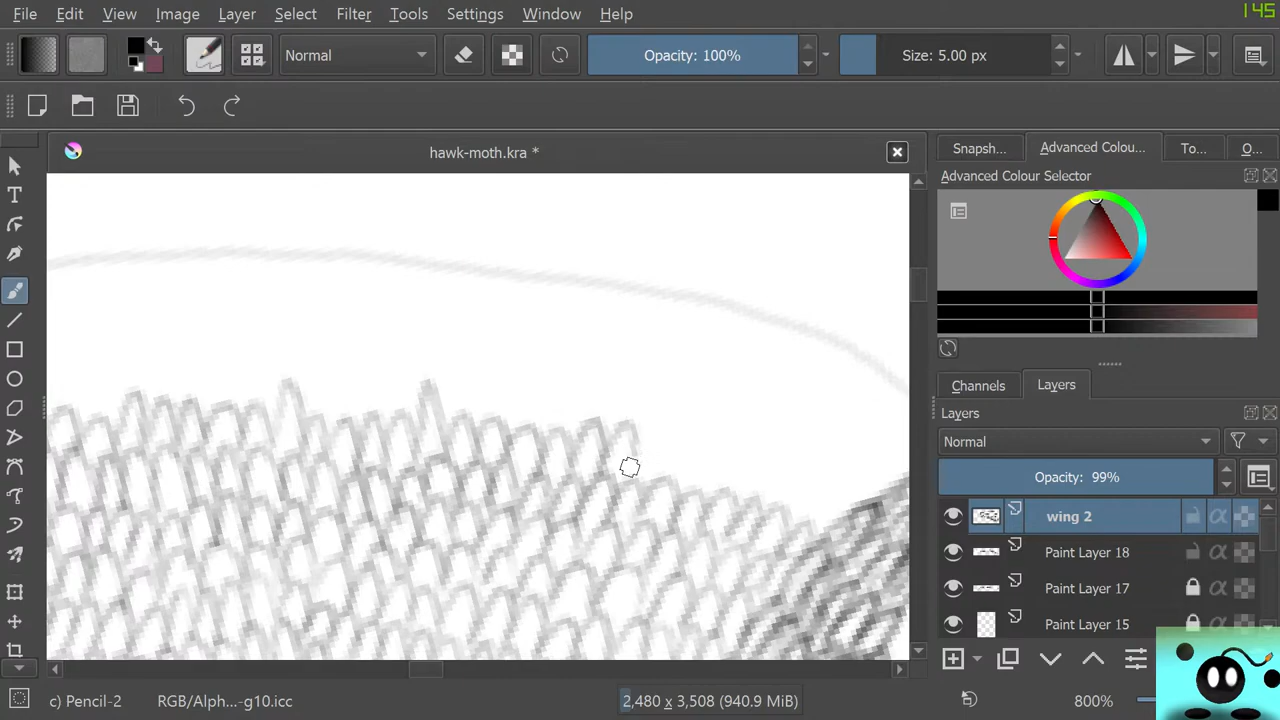 File Edit View Image Layer Select Filter Tools Settings Window Help
145
Normal
Opacity: 100%
Size: 5.00 px
hawk-moth.kra *
Snapsh...
Advanced Colou...
To...
O...
Advanced Colour Selector
Channels
Layers
Layers
Normal
Opacity: 99%
wing 2
Paint Layer 18
Paint Layer 17
Paint Layer 15
c) Pencil-2
RGB/Alph...-g10.icc
2,480 x 3,508 (940.9 MiB)
800%